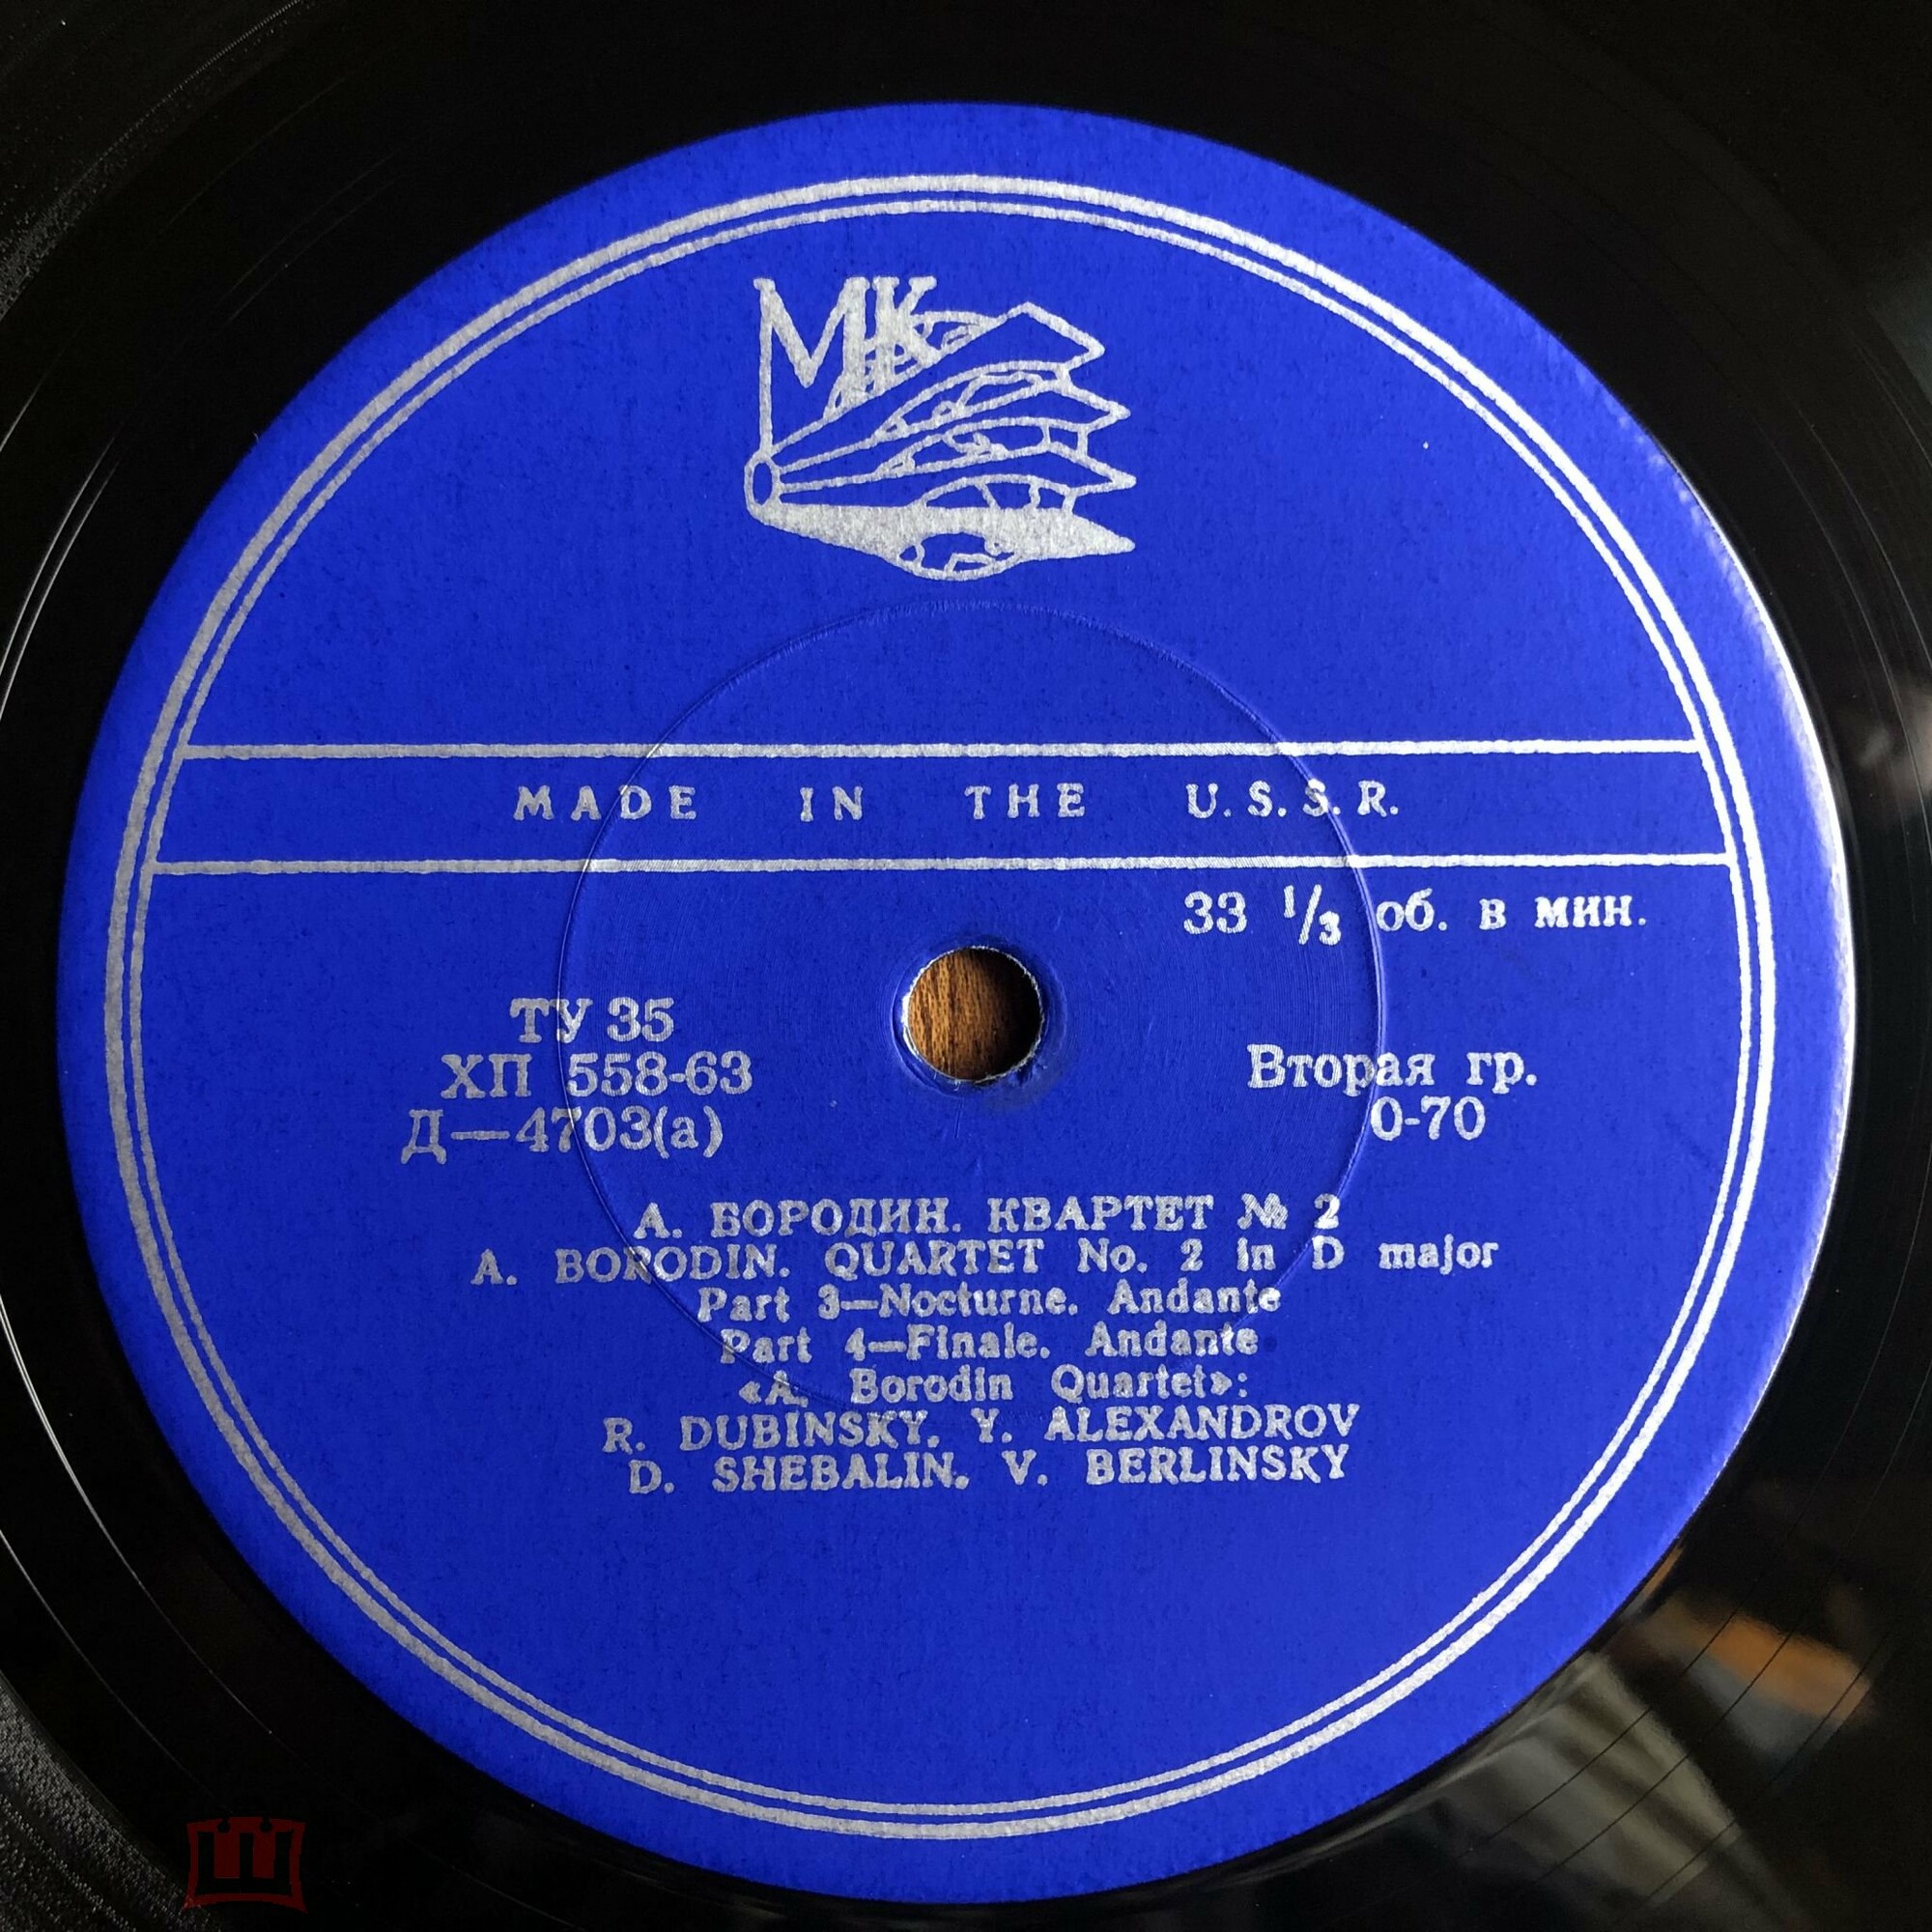 МК
MADE IN THE U.S.S.R.
33 1/3 об. в мин.
ТУ 35
ХП 558-63
Д—4703(а)
Вторая гр.
0-70
А. БОРОДИН. КВАРТЕТ № 2
A. BORODIN. QUARTET No. 2 in D major
Part 3—Nocturne. Andante
Part 4—Finale. Andante
«A. Borodin Quartet»:
R. DUBINSKY, Y. ALEXANDROV
D. SHEBALIN, V. BERLINSKY
Ш